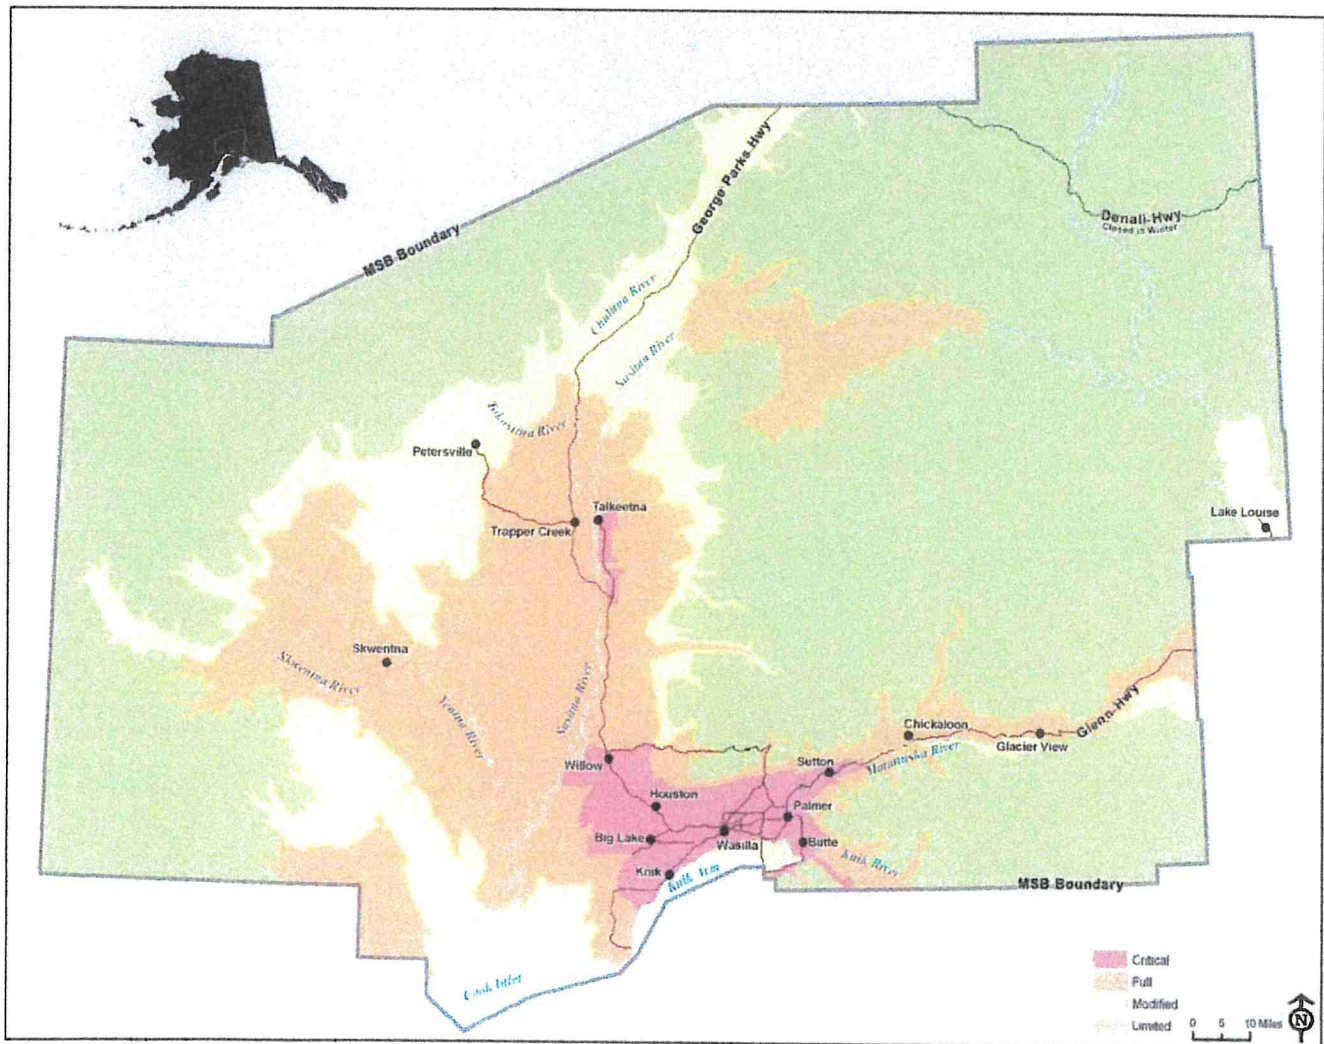 MSB Boundary
George Parks Hwy
Denali Hwy
Closed in Winter
Chulitna River
Susitna River
Tokositna River
Petersville
Talkeetna
Trapper Creek
Lake Louise
Skwentna
Skwentna River
Yentna River
Susitna River
Chickaloon
Glacier View
Glenn Hwy
Matanuska River
Willow
Sutton
Houston
Palmer
Big Lake
Wasilla
Butte
Knik
Knik Arm
Knik River
MSB Boundary
Cook Inlet
Critical
Full
Modified
Limited
0 5 10 Miles
N